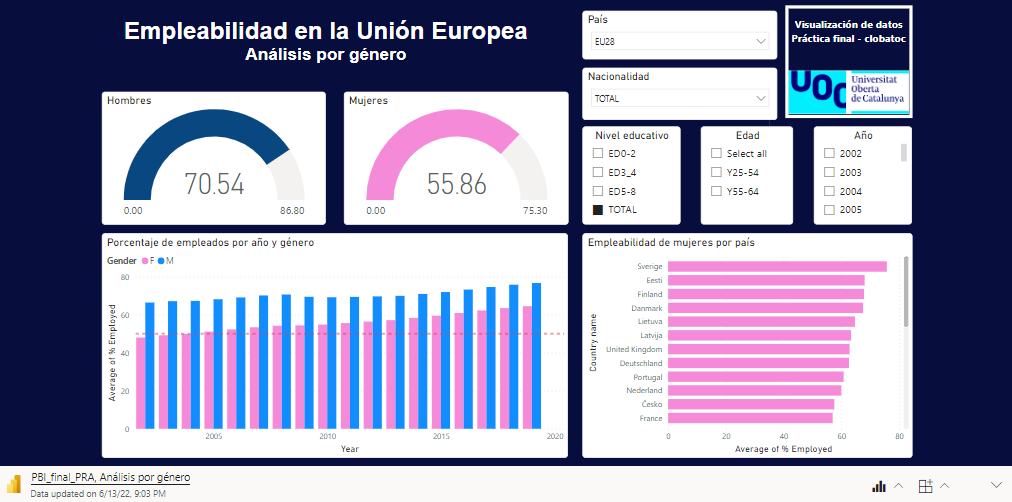 Empleabilidad en la Unión Europea
Análisis por género
País
EU28
Nacionalidad
TOTAL
Visualización de datos
Práctica final - clobatoc
UOC
Universitat
Oberta
de Catalunya
Hombres
70.54
0.00
86.80
Mujeres
55.86
0.00
75.30
Nivel educativo
ED0-2
ED3_4
ED5-8
TOTAL
Edad
Select all
Y25-54
Y55-64
Año
2002
2003
2004
2005
Porcentaje de empleados por año y género
Gender F M
Average of % Employed
80
60
40
20
0
2005
2010
2015
2020
Year
Empleabilidad de mujeres por país
Country name
Sverige
Eesti
Finland
Danmark
Lietuva
Latvija
United Kingdom
Deutschland
Portugal
Nederland
Česko
France
0
20
40
60
80
Average of % Employed
PBI_final_PRA, Análisis por género
Data updated on 6/13/22, 9:03 PM